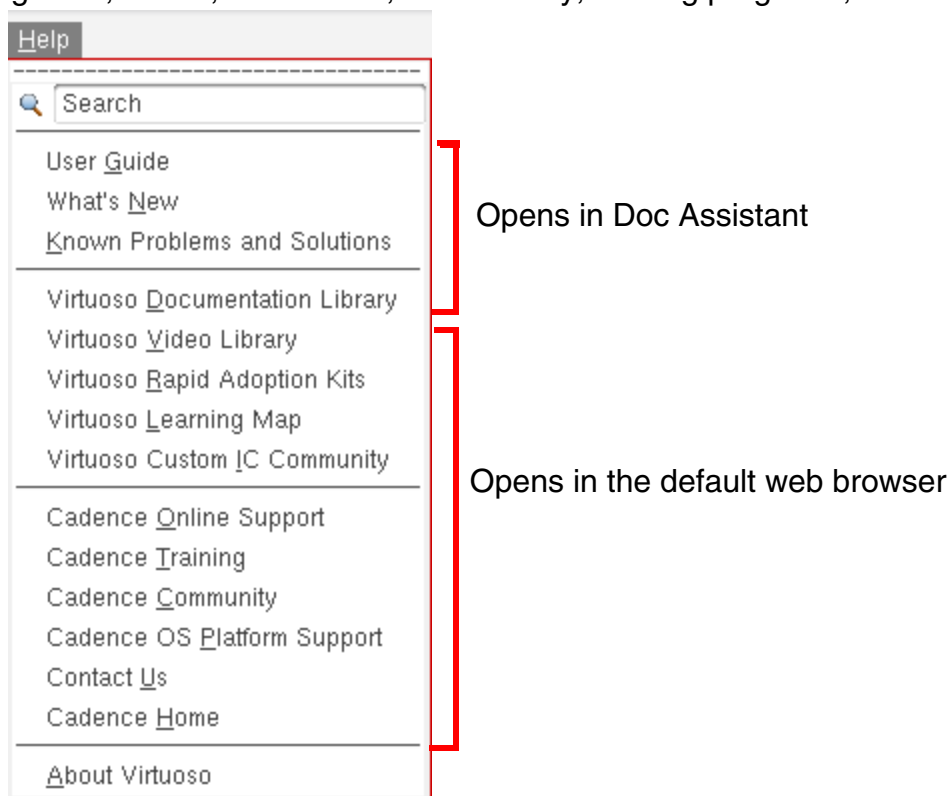 Help
Search
User Guide
What's New
Known Problems and Solutions
Opens in Doc Assistant
Virtuoso Documentation Library
Virtuoso Video Library
Virtuoso Rapid Adoption Kits
Virtuoso Learning Map
Virtuoso Custom IC Community
Opens in the default web browser
Cadence Online Support
Cadence Training
Cadence Community
Cadence OS Platform Support
Contact Us
Cadence Home
About Virtuoso